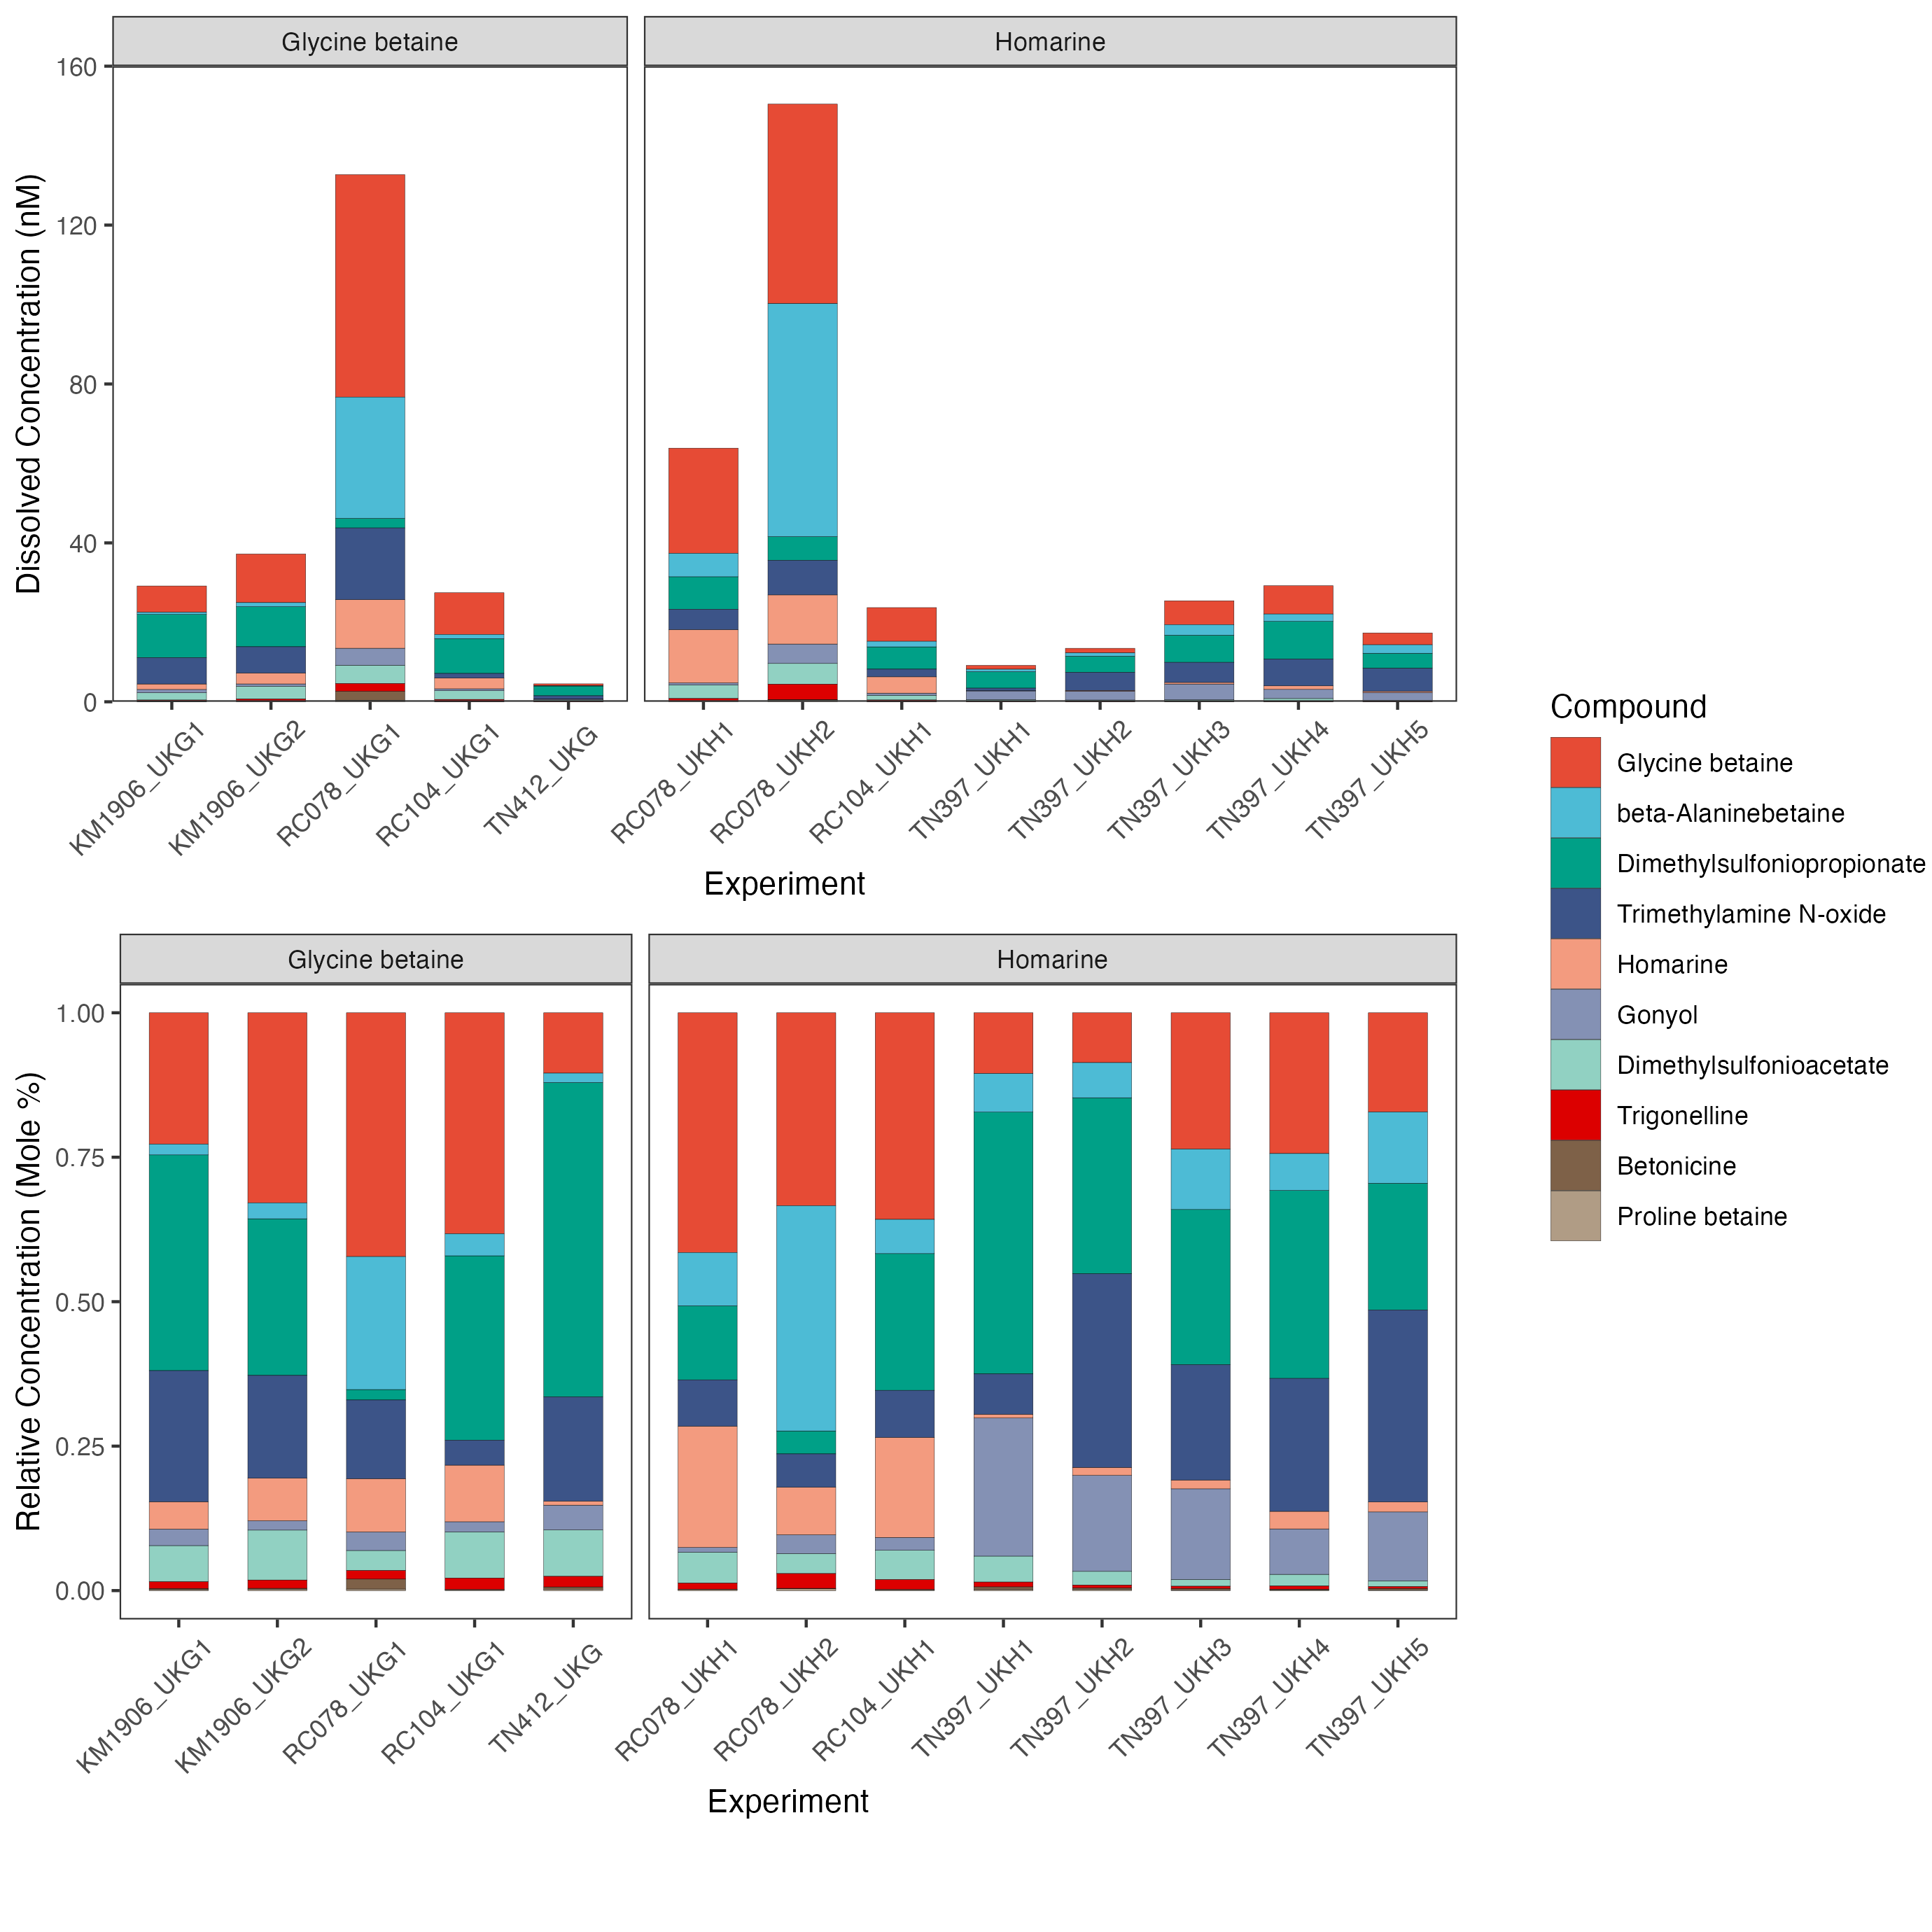 Glycine betaine
Homarine
Dissolved Concentration (nM)
160
120
80
40
0
KM1906_UKG1
KM1906_UKG2
RC078_UKG1
RC104_UKG1
TN412_UKG
RC078_UKH1
RC078_UKH2
RC104_UKH1
TN397_UKH1
TN397_UKH2
TN397_UKH3
TN397_UKH4
TN397_UKH5
Experiment
Glycine betaine
Homarine
Relative Concentration (Mole %)
1.00
0.75
0.50
0.25
0.00
KM1906_UKG1
KM1906_UKG2
RC078_UKG1
RC104_UKG1
TN412_UKG
RC078_UKH1
RC078_UKH2
RC104_UKH1
TN397_UKH1
TN397_UKH2
TN397_UKH3
TN397_UKH4
TN397_UKH5
Experiment
Compound
Glycine betaine
beta-Alaninebetaine
Dimethylsulfoniopropionate
Trimethylamine N-oxide
Homarine
Gonyol
Dimethylsulfonioacetate
Trigonelline
Betonicine
Proline betaine